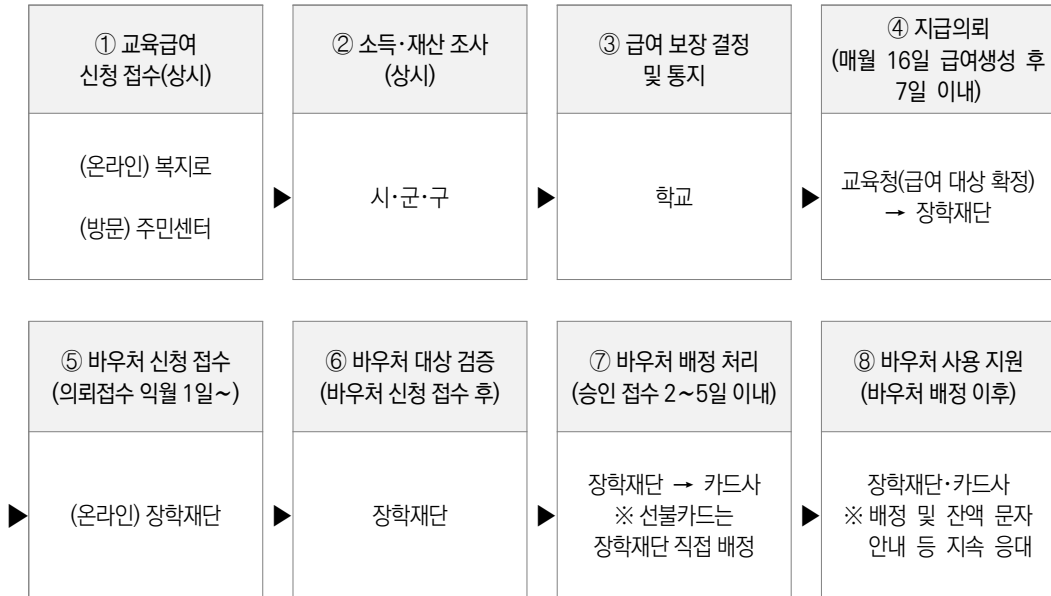 ① 교육급여
신청 접수(상시)
(온라인) 복지로
(방문) 주민센터
▶
② 소득·재산 조사
(상시)
시·군·구
▶
③ 급여 보장 결정
및 통지
학교
▶
④ 지급의뢰
(매월 16일 급여생성 후
7일 이내)
교육청(급여 대상 확정)
→ 장학재단
▶
⑤ 바우처 신청 접수
(의뢰접수 익월 1일~)
(온라인) 장학재단
▶
⑥ 바우처 대상 검증
(바우처 신청 접수 후)
장학재단
▶
⑦ 바우처 배정 처리
(승인 접수 2~5일 이내)
장학재단 → 카드사
※ 선불카드는
장학재단 직접 배정
▶
⑧ 바우처 사용 지원
(바우처 배정 이후)
장학재단·카드사
※ 배정 및 잔액 문자
안내 등 지속 응대